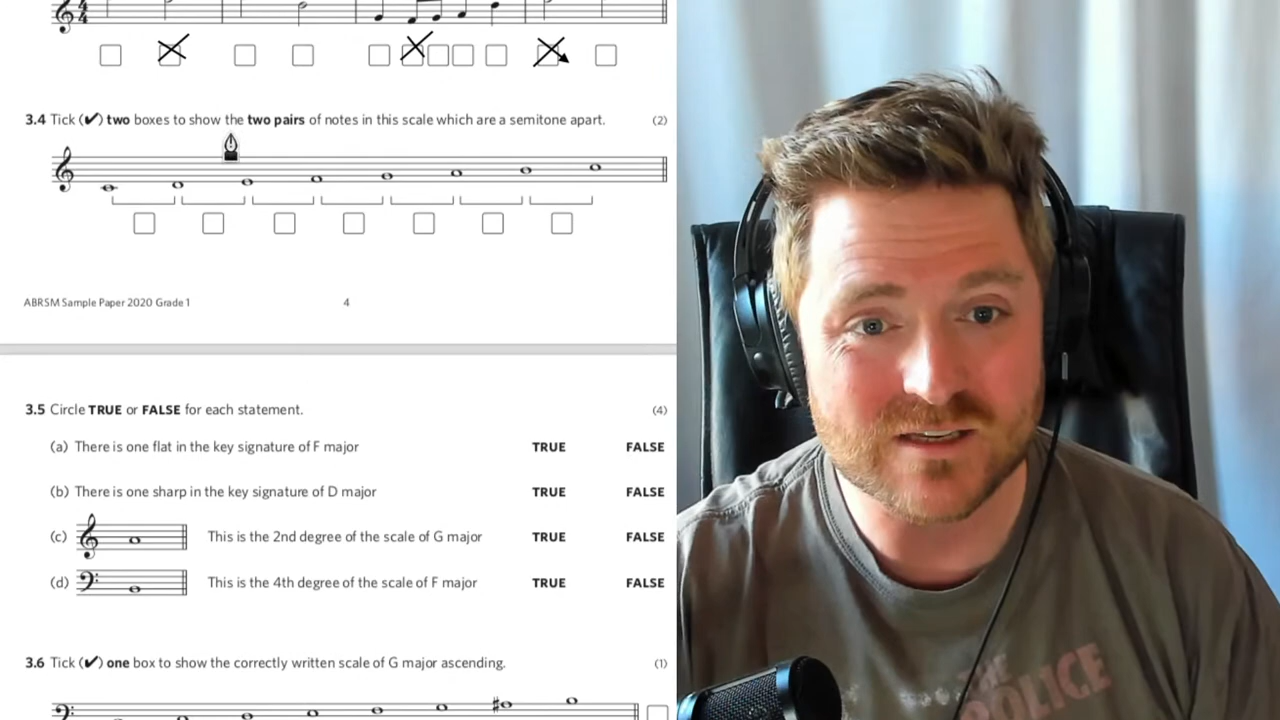 3.4 Tick (✔) two boxes to show the two pairs of notes in this scale which are a semitone apart. (2)
ABRSM Sample Paper 2020 Grade 1 4
3.5 Circle TRUE or FALSE for each statement. (4)
(a) There is one flat in the key signature of F major TRUE FALSE
(b) There is one sharp in the key signature of D major TRUE FALSE
(c) This is the 2nd degree of the scale of G major TRUE FALSE
(d) This is the 4th degree of the scale of F major TRUE FALSE
3.6 Tick (✔) one box to show the correctly written scale of G major ascending. (1)
THE
POLICE